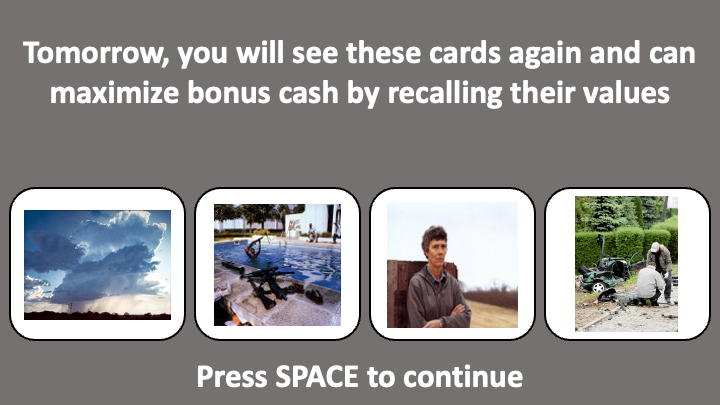 Tomorrow, you will see these cards again and can
maximize bonus cash by recalling their values
Press SPACE to continue